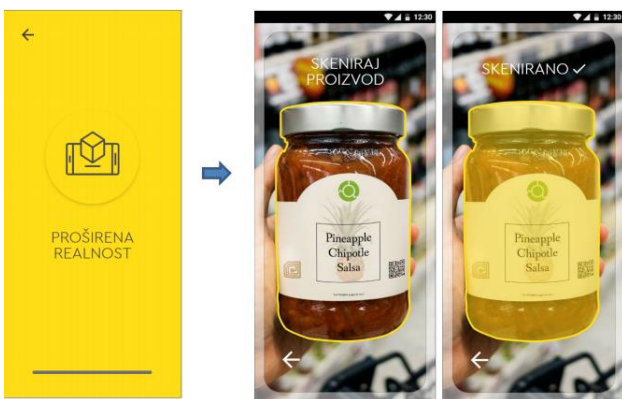 PROŠIRENA
REALNOST
12:30
SKENIRAJ
PROIZVOD
Pineapple
Chipotle
Salsa
12:30
SKENIRANO ✓
Pineapple
Chipotle
Salsa